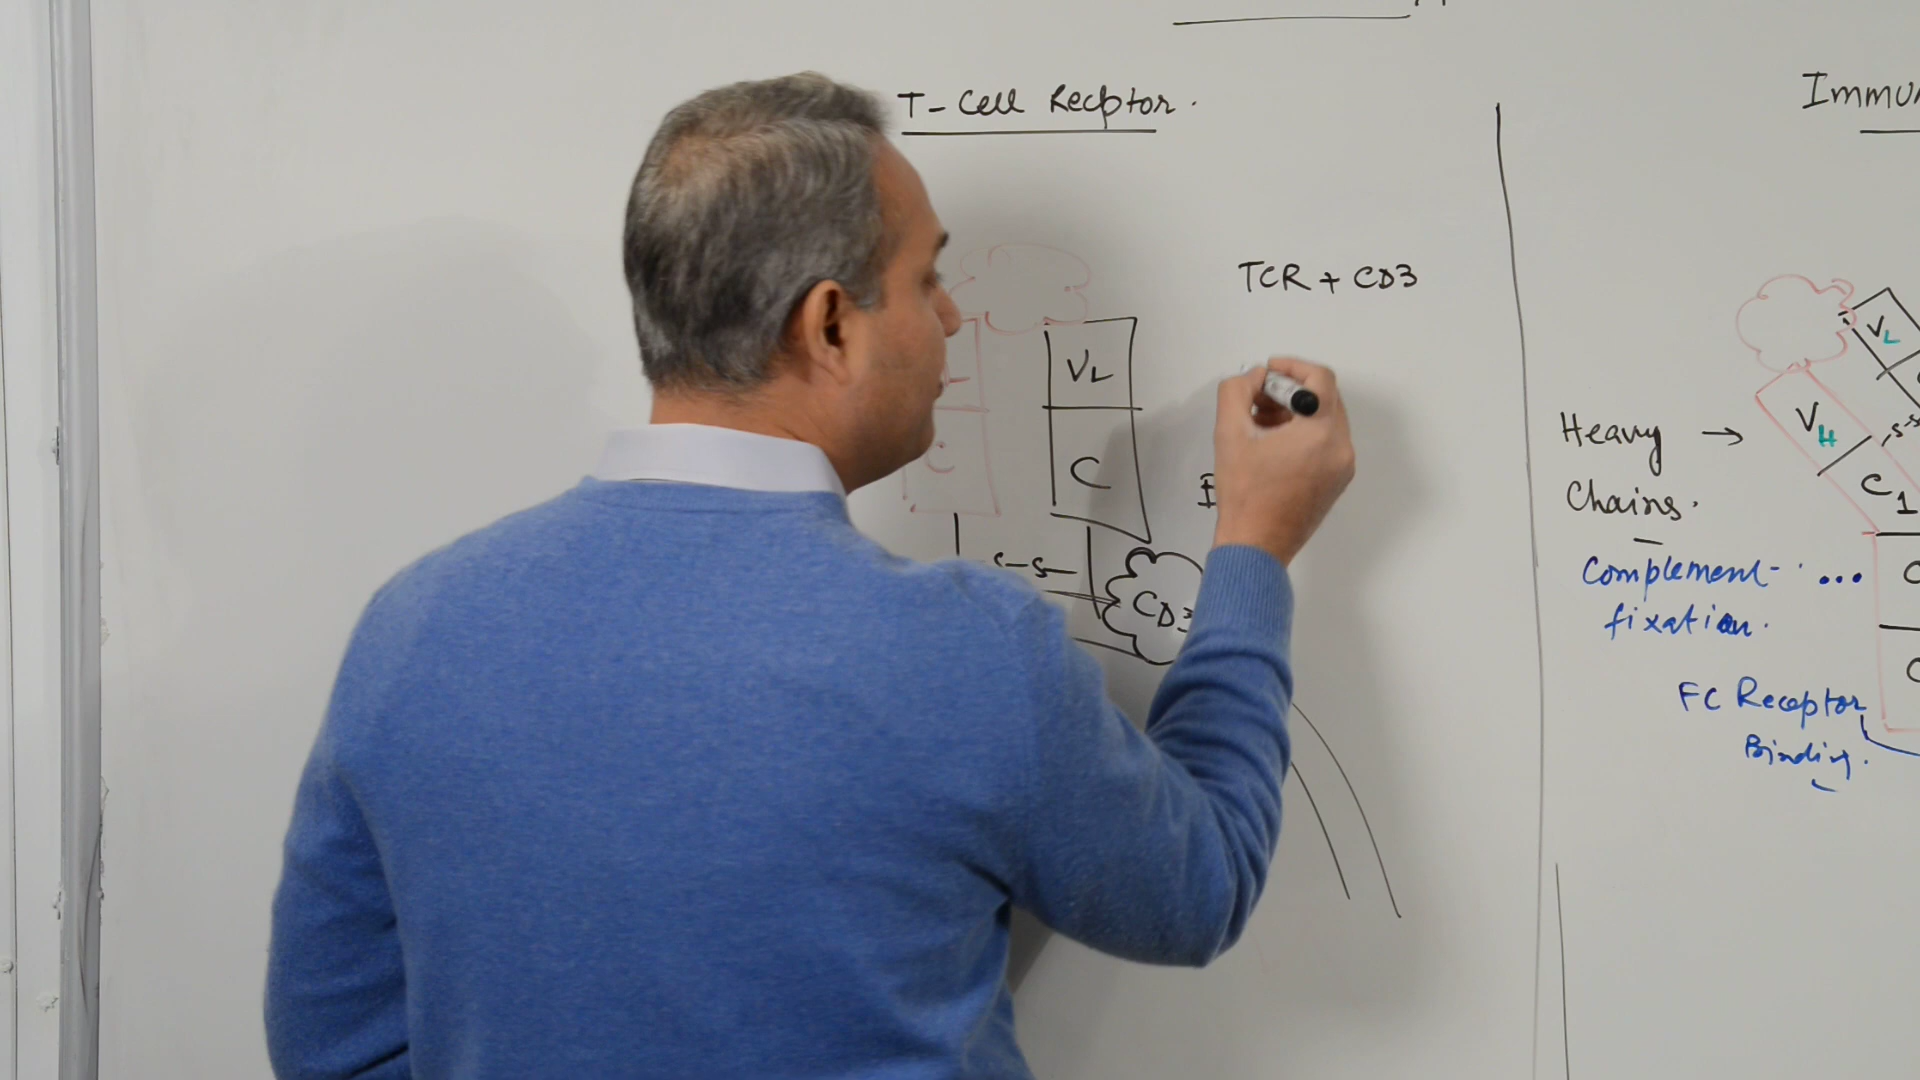 T-Cell Receptor.
TCR + CD3
VL
C
C
S-S
CD3
Immun
VL
VH
S-S
Heavy →
Chains.
C1
Complement
fixation.
...
FC Receptor
Binding.